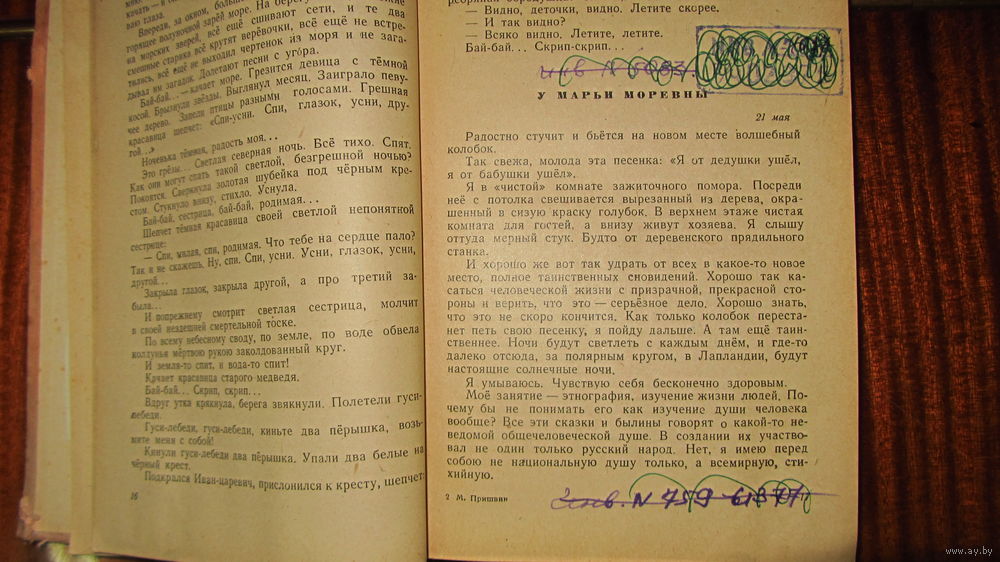 качать — и
ваю глаза.
Впереди, за окном, больш
горящее полуночной зарёй море. На берегу
на морских зверей, всё ещё сшивают сети, и те два
смешные старика всё крутят верёвочки, всё ещё не встре-
тились, всё ещё не выходил чертенок из моря и не зага-
дывал им загадок. Долетают песни с угора.
Бай-бай... — качает море. Грезится девица с тёмной
косой. Брызнули звёзды. Выглянул месяц. Заиграло певу-
чее дерево. Запели птицы разными голосами. Грешная
красавица шепчет: «Спи-усни. Спи, глазок, усни, дру-
гой...»
Ноченька тёмная, радость моя...
Это грёзы... Светлая северная ночь. Всё тихо. Спят.
Как они могут спать такой светлой, безгрешной ночью?
Покоятся. Сверкнула золотая шубейка под чёрным кре-
стом. Стукнуло внизу, стихло. Уснула.
Бай-бай, сестрица, бай-бай, родимая...
Шепчет тёмная красавица своей светлой непонятной
сестрице:
— Спи, милая, спи, родимая. Что тебе на сердце пало?
Так и не скажешь. Ну, спи. Спи, усни. Усни, глазок, усни,
другой...
Закрыла глазок, закрыла другой, а про третий за-
была...
И попрежнему смотрит светлая сестрица, молчит
в своей нездешней смертельной тоске.
По всему небесному своду, по земле, по воде обвела
колдунья мёртвою рукою заколдованный круг.
И земля-то спит, и вода-то спит!
Качает красавица старого медведя.
Бай-бай... Скрип, скрип...
Вдруг утка крякнула, берега звякнули. Полетели гуси-
лебеди.
Гуси-лебеди, гуси-лебеди, киньте два пёрышка, возь-
мите меня с собой!
Кинули гуси-лебеди два пёрышка. Упали два белые на
чёрный крест.
Подкрался Иван-царевич, прислонился к кресту, шепчет:
16
— Видно, деточки, видно. Летите скорее.
— И так видно?
— Всяко видно. Летите, летите.
Бай-бай... Скрип-скрип...
инв N
У МАРЬИ МОРЕВНЫ
21 мая
Радостно стучит и бьётся на новом месте волшебный
колобок.
Так свежа, молода эта песенка: «Я от дедушки ушёл,
я от бабушки ушёл».
Я в «чистой» комнате зажиточного помора. Посреди
неё с потолка свешивается вырезанный из дерева, окра-
шенный в сизую краску голубок. В верхнем этаже чистая
комната для гостей, а внизу живут хозяева. Я слышу
оттуда мерный стук. Будто от деревенского прядильного
станка.
И хорошо же вот так удрать от всех в какое-то новое
место, полное таинственных сновидений. Хорошо так ка-
саться человеческой жизни с призрачной, прекрасной сто-
роны и верить, что это — серьёзное дело. Хорошо знать,
что это не скоро кончится. Как только колобок переста-
нет петь свою песенку, я пойду дальше. А там ещё таин-
ственнее. Ночи будут светлеть с каждым днём, и где-то
далеко отсюда, за полярным кругом, в Лапландии, будут
настоящие солнечные ночи.
Я умываюсь. Чувствую себя бесконечно здоровым.
Моё занятие — этнография, изучение жизни людей. По-
чему бы не понимать его как изучение души человека
вообще? Все эти сказки и былины говорят о какой-то не-
ведомой общечеловеческой душе. В создании их участво-
вал не один только русский народ. Нет, я имею перед
собою не национальную душу только, а всемирную, сти-
хийную.
2 М. Пришвин
Инв. N 759
www.ay.by